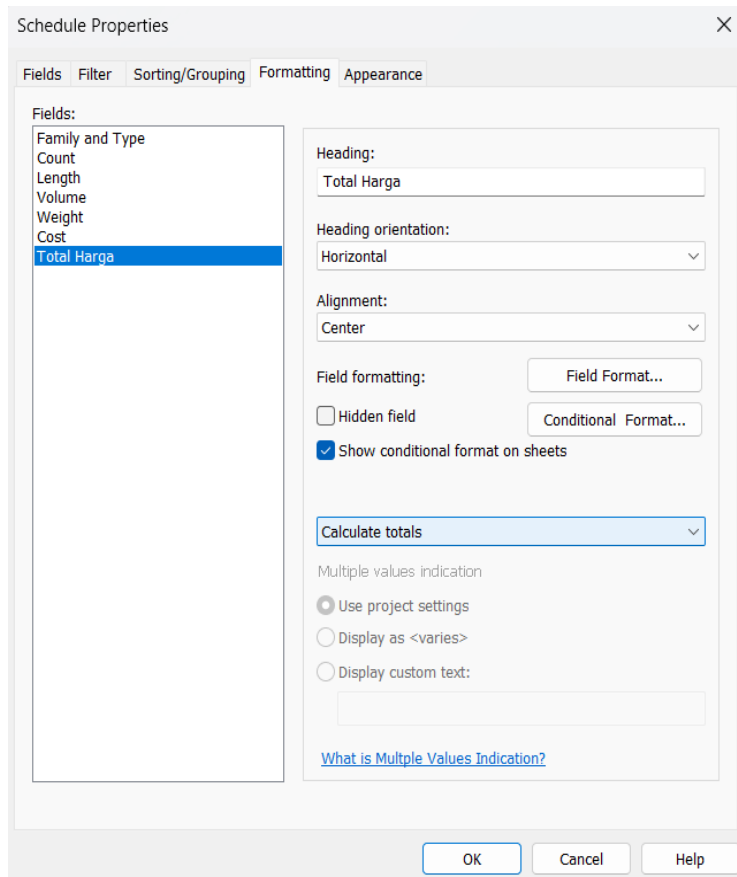 Schedule Properties
Fields Filter Sorting/Grouping Formatting Appearance
Fields:
Family and Type
Count
Length
Volume
Weight
Cost
Total Harga
Heading:
Total Harga
Heading orientation:
Horizontal
Alignment:
Center
Field formatting:
Field Format...
Hidden field
Conditional Format...
Show conditional format on sheets
Calculate totals
Multiple values indication
Use project settings
Display as <varies>
Display custom text:
What is Multple Values Indication?
OK Cancel Help